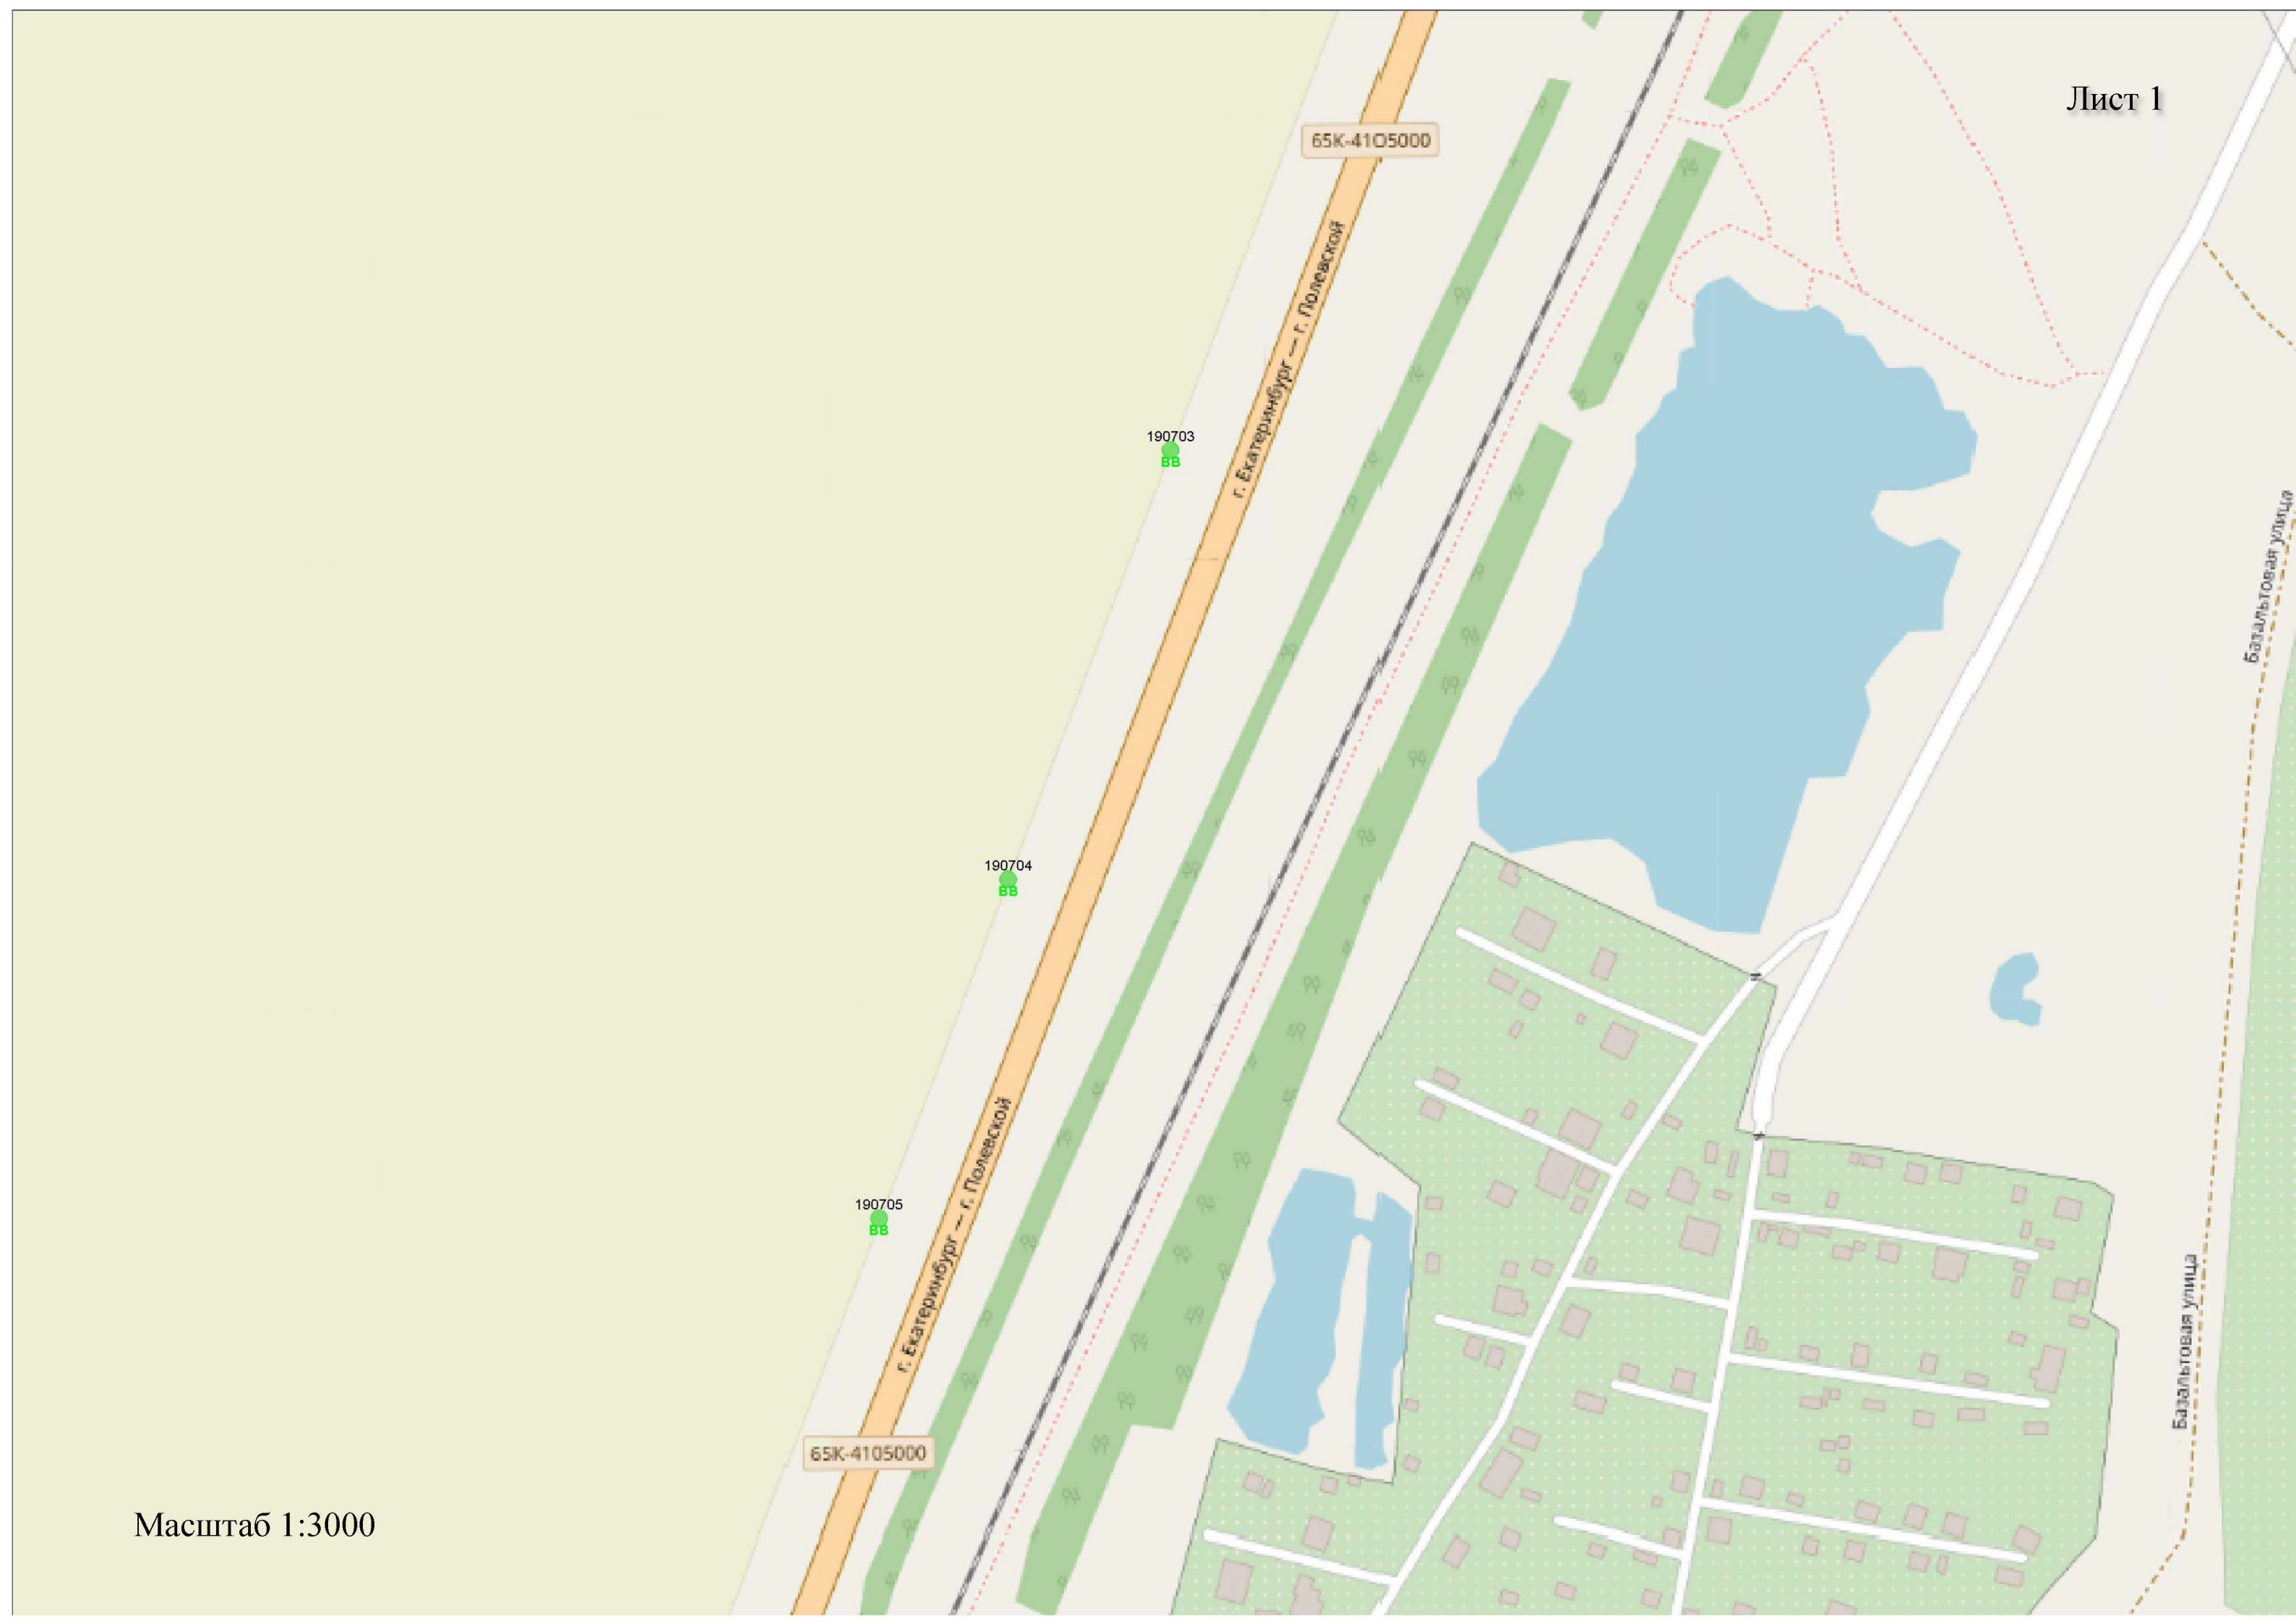 Лист 1
65К-4105000
г. Екатеринбург — г. Полевской
190703
ВВ
Базальтовая улица
190704
ВВ
г. Екатеринбург — г. Полевской
190705
ВВ
Базальтовая улица
65К-4105000
Масштаб 1:3000